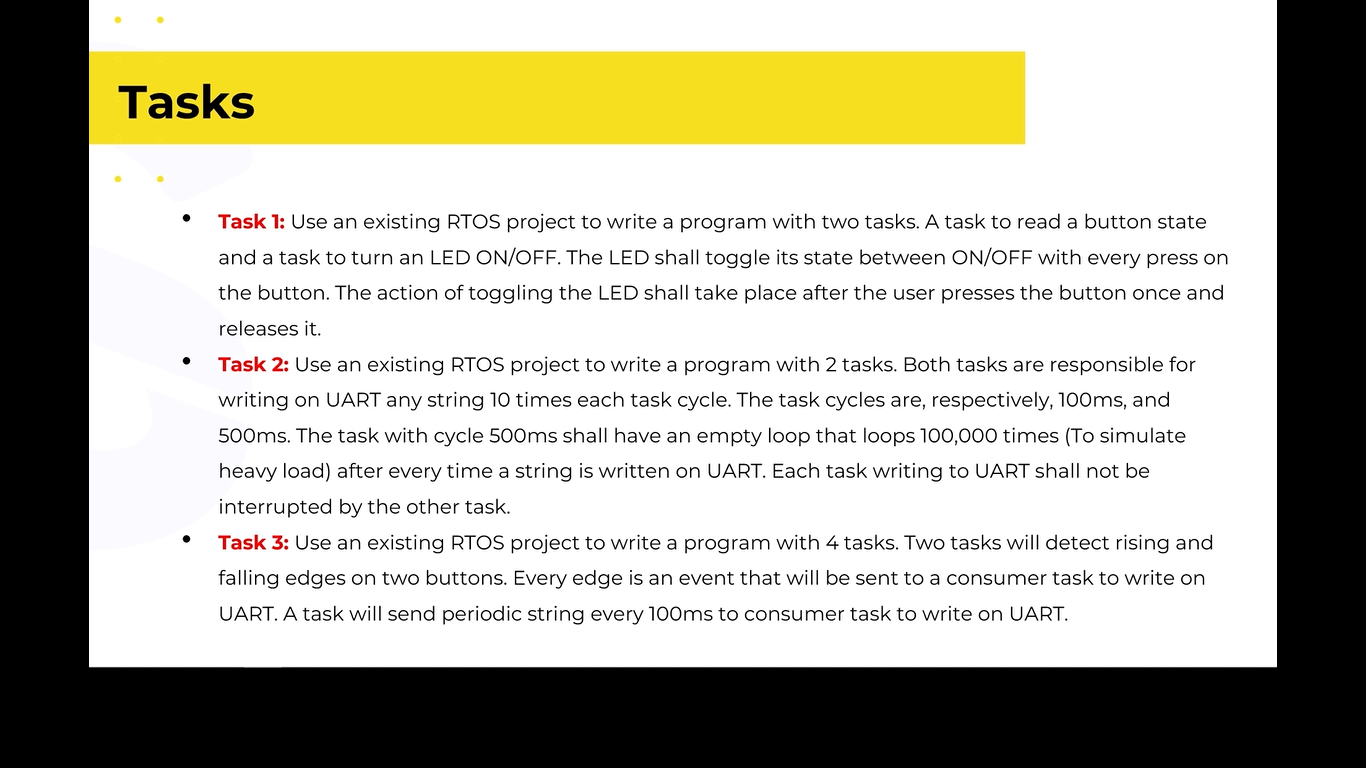 Tasks
• Task 1: Use an existing RTOS project to write a program with two tasks. A task to read a button state
and a task to turn an LED ON/OFF. The LED shall toggle its state between ON/OFF with every press on
the button. The action of toggling the LED shall take place after the user presses the button once and
releases it.
• Task 2: Use an existing RTOS project to write a program with 2 tasks. Both tasks are responsible for
writing on UART any string 10 times each task cycle. The task cycles are, respectively, 100ms, and
500ms. The task with cycle 500ms shall have an empty loop that loops 100,000 times (To simulate
heavy load) after every time a string is written on UART. Each task writing to UART shall not be
interrupted by the other task.
• Task 3: Use an existing RTOS project to write a program with 4 tasks. Two tasks will detect rising and
falling edges on two buttons. Every edge is an event that will be sent to a consumer task to write on
UART. A task will send periodic string every 100ms to consumer task to write on UART.